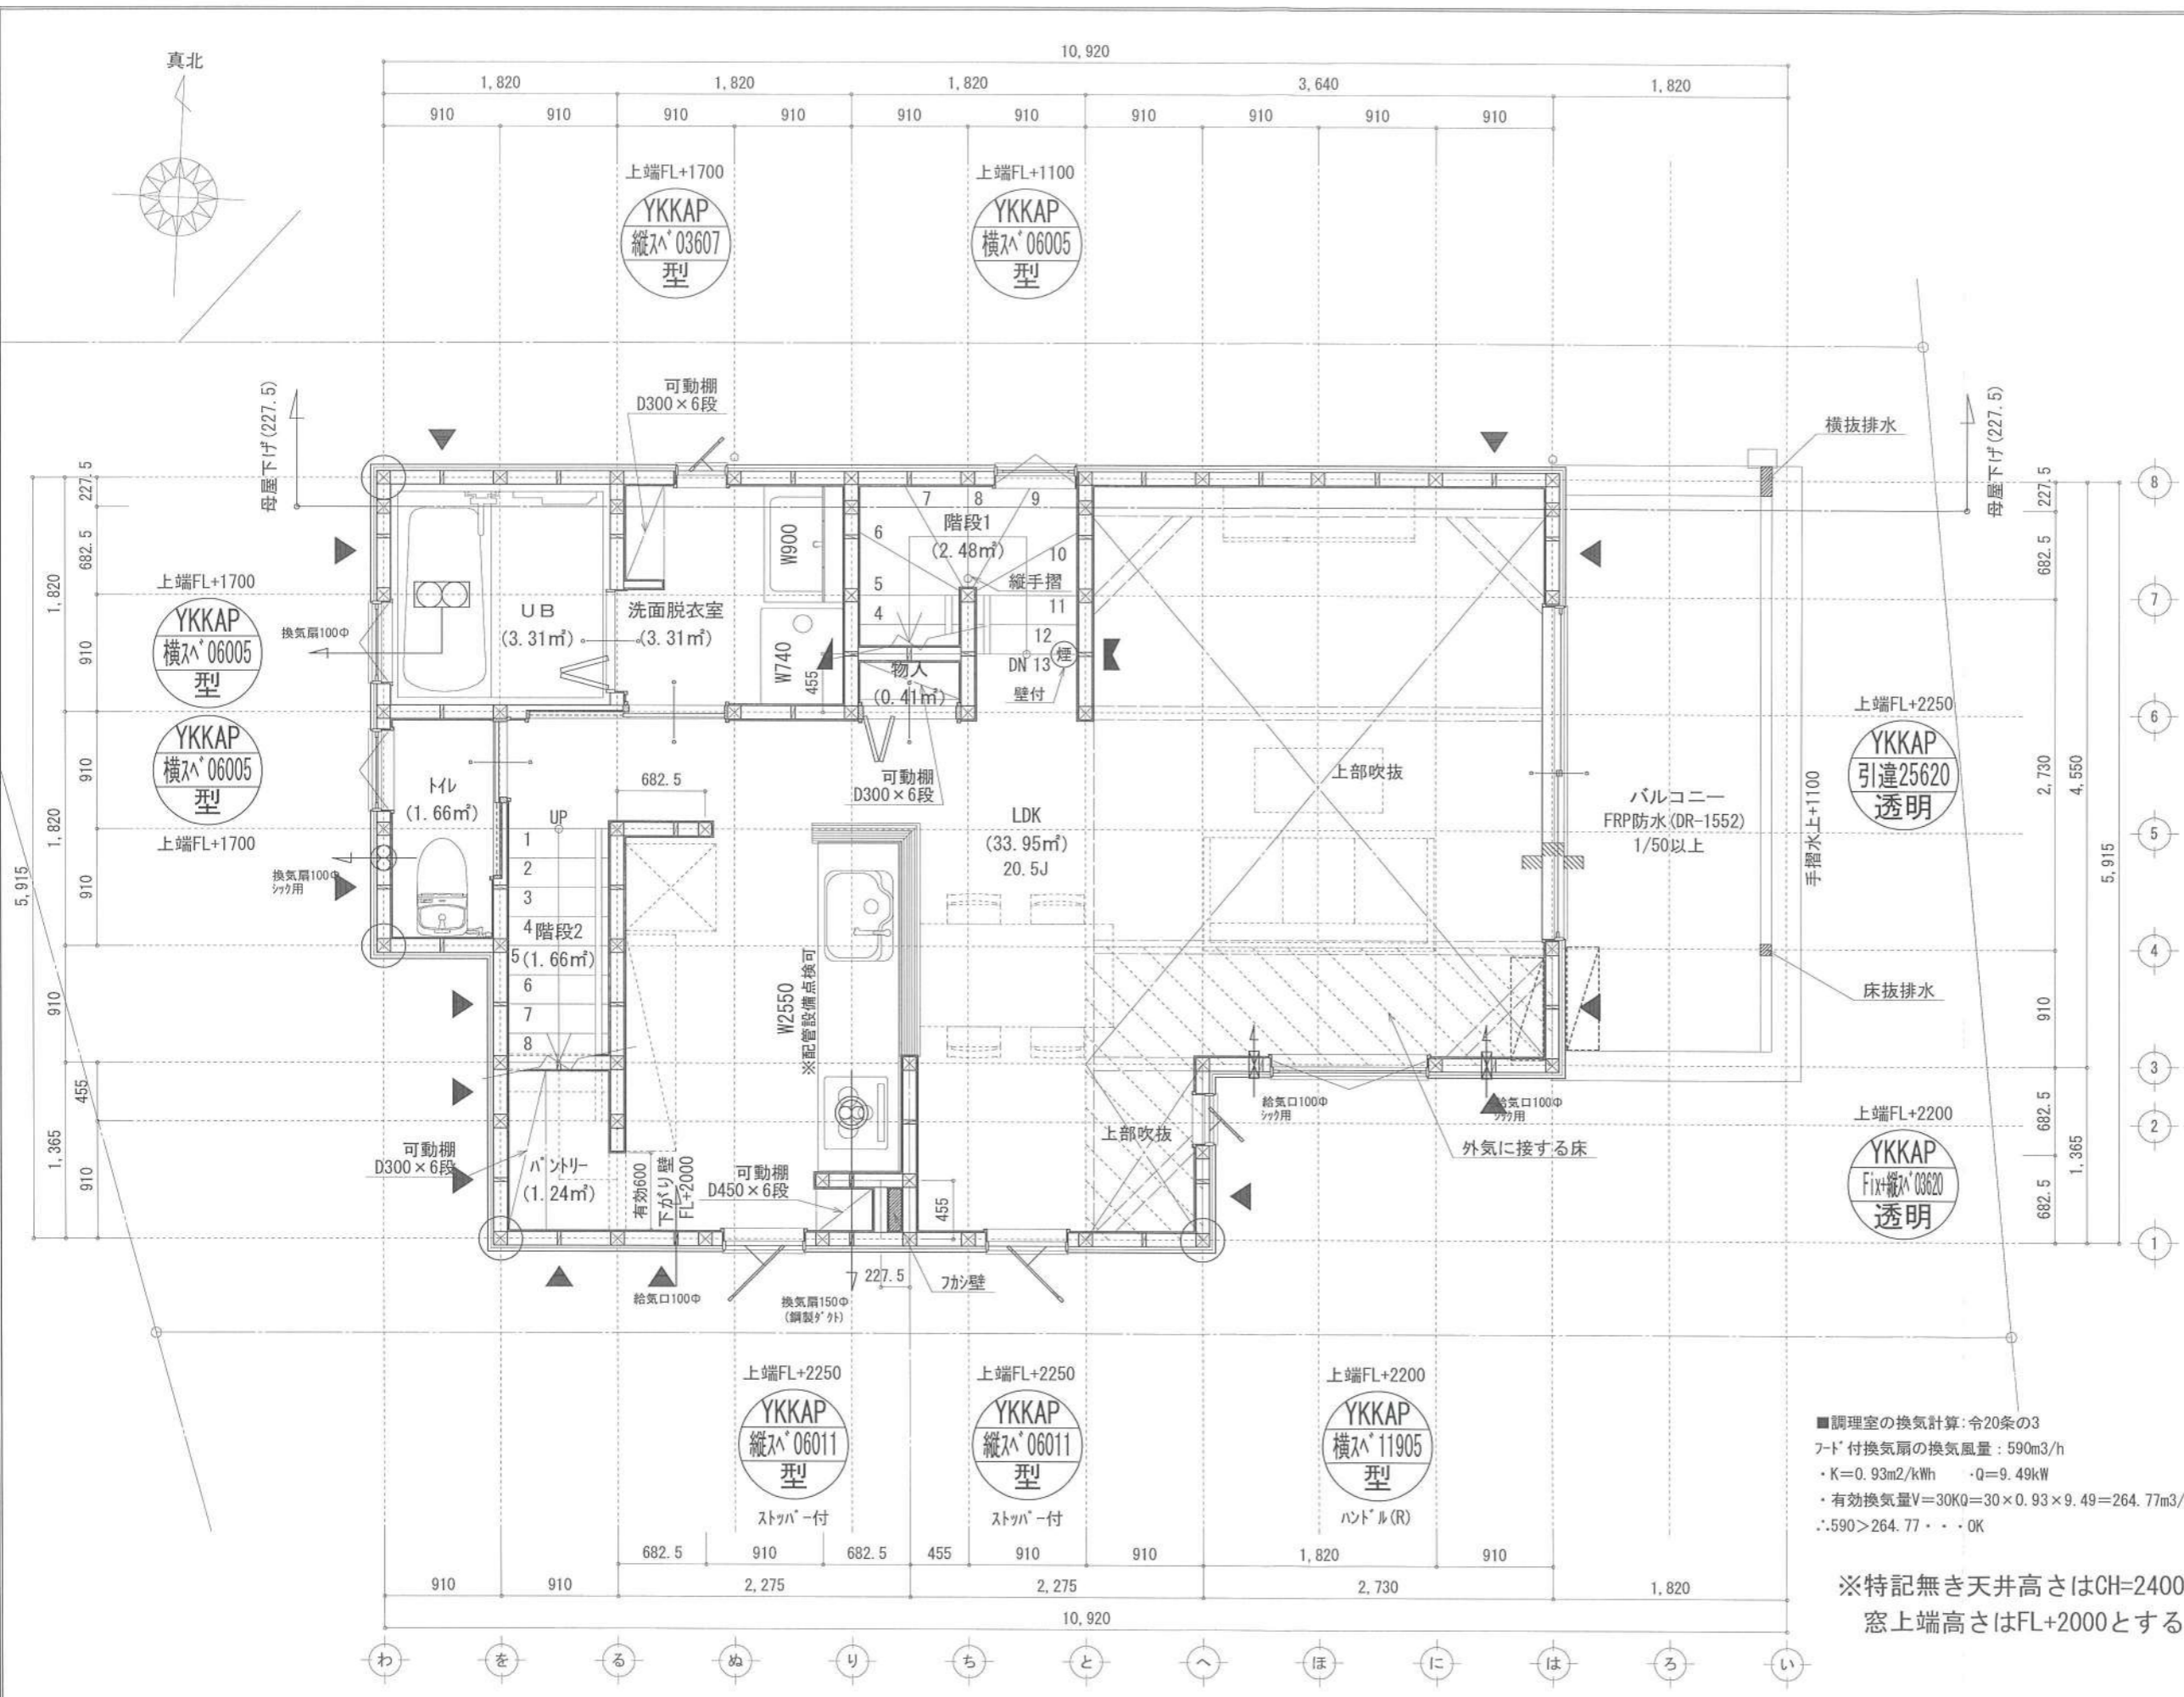 真北
10,920
1,820
1,820
1,820
3,640
1,820
910
910
910
910
910
910
910
910
910
910
上端FL+1700
YKKAP
縦スベ03607
型
上端FL+1100
YKKAP
横スベ06005
型
母屋下げ(227.5)
可動棚
D300×6段
母屋下げ(227.5)
横抜排水
227.5
682.5
1,820
910
910
1,820
910
5,915
910
455
1,365
910
上端FL+1700
YKKAP
横スベ06005
型
換気扇100Φ
YKKAP
横スベ06005
型
上端FL+1700
換気扇100Φ
シック用
UB
(3.31㎡)
洗面脱衣室
(3.31㎡)
W900
W740
455
7
8
9
階段1
(2.48㎡)
6
10
縦手摺
5
11
4
12
煙
DN 13
壁付
物入
(0.41㎡)
トイレ
(1.66㎡)
682.5
可動棚
D300×6段
UP
1
2
3
4
階段2
5
(1.66㎡)
6
7
8
LDK
(33.95㎡)
20.5J
上部吹抜
バルコニー
FRP防水(DR-1552)
1/50以上
手摺水上+1100
上端FL+2250
YKKAP
引違25620
透明
227.5
682.5
2,730
4,550
5,915
910
682.5
1,365
682.5
8
7
6
5
4
3
2
1
床抜排水
W2550
※配管設備点検可
可動棚
D300×6段
パントリー
(1.24㎡)
有効600
下がり壁
FL+2000
可動棚
D450×6段
455
上部吹抜
給気口100Φ
シック用
給気口100Φ
シック用
外気に接する床
上端FL+2200
YKKAP
Fix+縦スベ03620
透明
給気口100Φ
換気扇150Φ
(鋼製ダクト)
227.5
フカシ壁
上端FL+2250
YKKAP
縦スベ06011
型
ストッパー付
上端FL+2250
YKKAP
縦スベ06011
型
ストッパー付
上端FL+2200
YKKAP
横スベ11905
型
ハンドル(R)
■調理室の換気計算:令20条の3
フード付換気扇の換気風量:590m3/h
・K=0.93m2/kWh ・Q=9.49kW
・有効換気量V=30KQ=30×0.93×9.49=264.77m3/
∴590>264.77・・・OK
682.5
910
682.5
455
910
910
1,820
910
910
910
2,275
2,275
2,730
1,820
10,920
※特記無き天井高さはCH=2400
窓上端高さはFL+2000とする
わ
を
る
ぬ
り
ち
と
へ
ほ
に
は
ろ
い